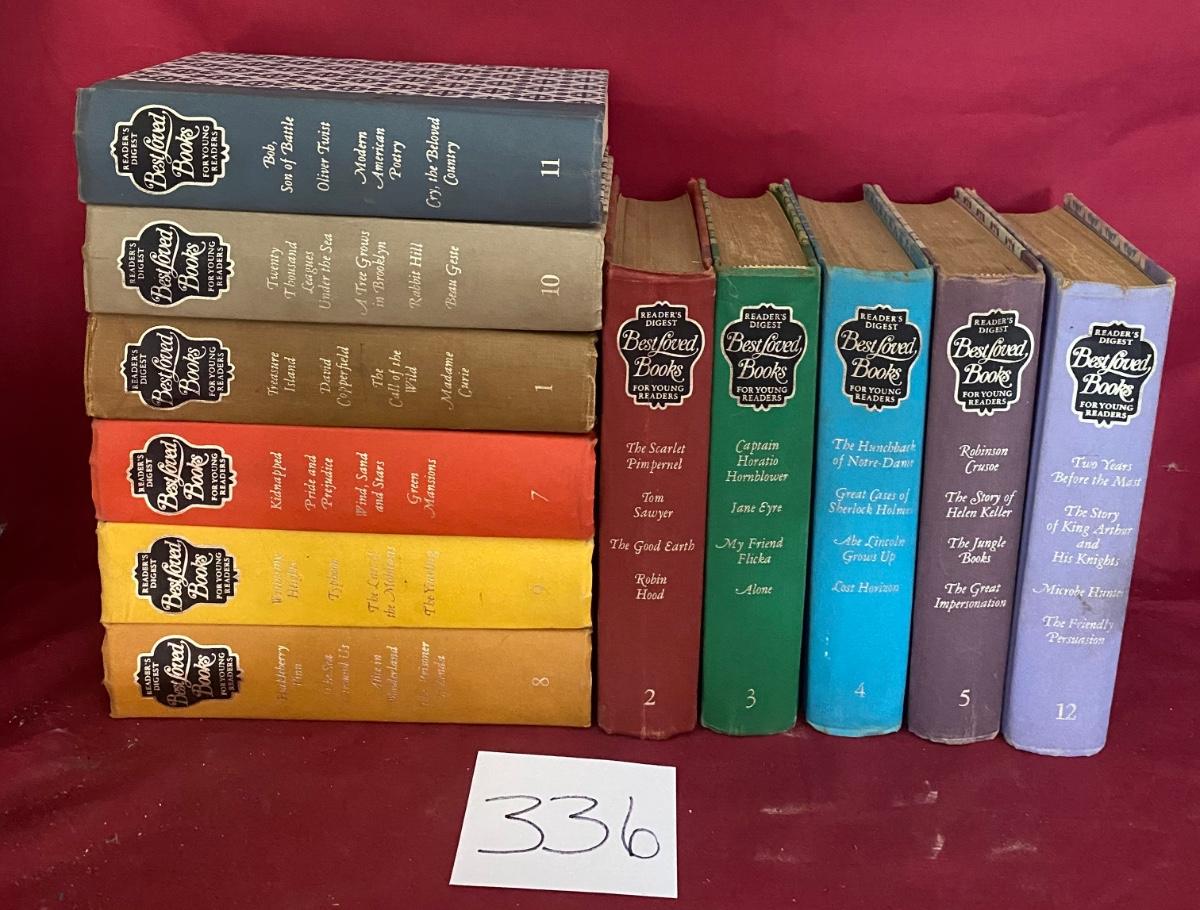 READER'S
DIGEST
Best Loved
Books
FOR YOUNG
READERS
Bob,
Son of Battle
Oliver Twist
Modern
American
Poetry
Cry, the Beloved
Country
11
READER'S
DIGEST
Best Loved
Books
FOR YOUNG
READERS
Twenty
Thousand
Leagues
Under the Sea
A Tree Grows
in Brooklyn
Rabbit Hill
Beau Geste
10
READER'S
DIGEST
Best Loved
Books
FOR YOUNG
READERS
Treasure
Island
David
Copperfield
The
Call of the
Wild
Madame
Curie
1
READER'S
DIGEST
Best Loved
Books
FOR YOUNG
READERS
Kidnapped
Pride and
Prejudice
Wind, Sand
and Stars
Green
Mansions
7
READER'S
DIGEST
Best Loved
Books
FOR YOUNG
READERS
Wuthering
Heights
Typhoon
The Last of
the Mohicans
The Yearling
9
READER'S
DIGEST
Best Loved
Books
FOR YOUNG
READERS
Huckleberry
Finn
The Sea
Around Us
Alice in
Wonderland
The Prisoner
of Zenda
8
READER'S
DIGEST
Best Loved
Books
FOR YOUNG
READERS
The Scarlet
Pimpernel
Tom
Sawyer
The Good Earth
Robin
Hood
2
READER'S
DIGEST
Best Loved
Books
FOR YOUNG
READERS
Captain
Horatio
Hornblower
Jane Eyre
My Friend
Flicka
Alone
3
READER'S
DIGEST
Best Loved
Books
FOR YOUNG
READERS
The Hunchback
of Notre-Dame
Great Cases of
Sherlock Holmes
Abe Lincoln
Grows Up
Lost Horizon
4
READER'S
DIGEST
Best Loved
Books
FOR YOUNG
READERS
Robinson
Crusoe
The Story of
Helen Keller
The Jungle
Books
The Great
Impersonation
5
READER'S
DIGEST
Best Loved
Books
FOR YOUNG
READERS
Two Years
Before the Mast
The Story
of King Arthur
and
His Knights
Microbe Hunters
The Friendly
Persuasion
12
336